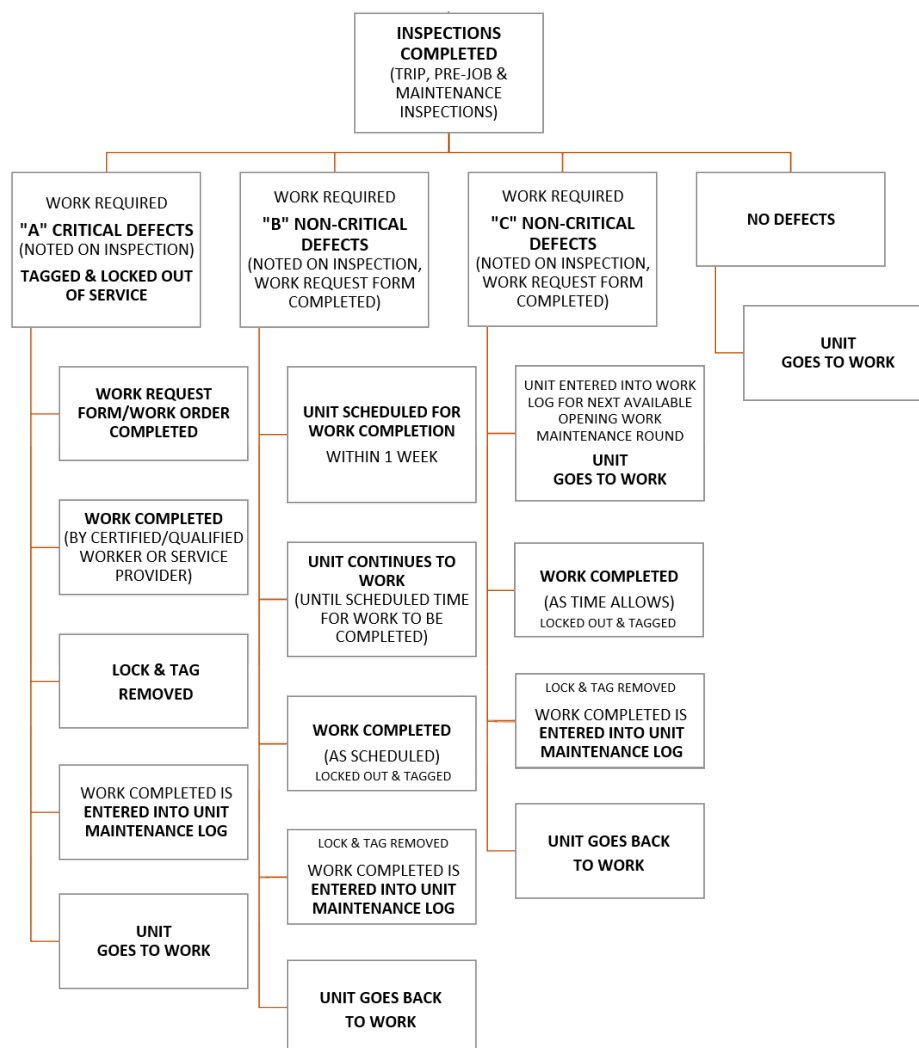 INSPECTIONS
COMPLETED
(TRIP, PRE-JOB &
MAINTENANCE
INSPECTIONS)
WORK REQUIRED
"A" CRITICAL DEFECTS
(NOTED ON INSPECTION)
TAGGED & LOCKED OUT
OF SERVICE
WORK REQUEST
FORM/WORK ORDER
COMPLETED
WORK COMPLETED
(BY CERTIFIED/QUALIFIED
WORKER OR SERVICE
PROVIDER)
LOCK & TAG
REMOVED
WORK COMPLETED IS
ENTERED INTO UNIT
MAINTENANCE LOG
UNIT
GOES TO WORK
WORK REQUIRED
"B" NON-CRITICAL
DEFECTS
(NOTED ON INSPECTION,
WORK REQUEST FORM
COMPLETED)
UNIT SCHEDULED FOR
WORK COMPLETION
WITHIN 1 WEEK
UNIT CONTINUES TO
WORK
(UNTIL SCHEDULED TIME
FOR WORK TO BE
COMPLETED)
WORK COMPLETED
(AS SCHEDULED)
LOCKED OUT & TAGGED
LOCK & TAG REMOVED
WORK COMPLETED IS
ENTERED INTO UNIT
MAINTENANCE LOG
UNIT GOES BACK
TO WORK
WORK REQUIRED
"C" NON-CRITICAL
DEFECTS
(NOTED ON INSPECTION,
WORK REQUEST FORM
COMPLETED)
UNIT ENTERED INTO WORK
LOG FOR NEXT AVAILABLE
OPENING WORK
MAINTENANCE ROUND
UNIT
GOES TO WORK
WORK COMPLETED
(AS TIME ALLOWS)
LOCKED OUT & TAGGED
LOCK & TAG REMOVED
WORK COMPLETED IS
ENTERED INTO UNIT
MAINTENANCE LOG
UNIT GOES BACK
TO WORK
NO DEFECTS
UNIT
GOES TO WORK